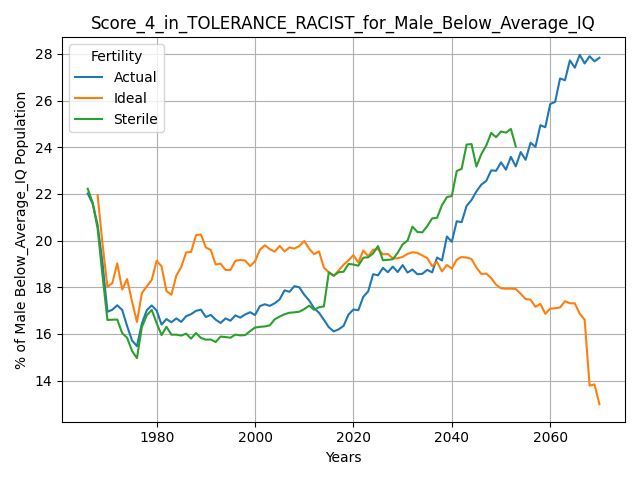 Score_4_in_TOLERANCE_RACIST_for_Male_Below_Average_IQ
Fertility
Actual
Ideal
Sterile
% of Male Below_Average_IQ Population
28
26
24
22
20
18
16
14
1980
2000
2020
2040
2060
Years